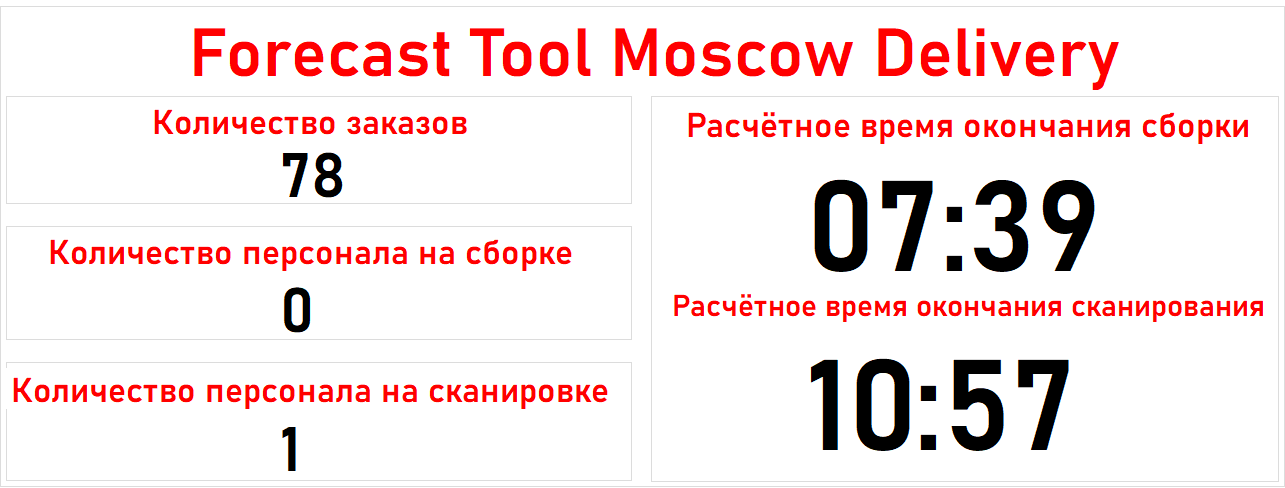 Forecast Tool Moscow Delivery
Количество заказов
78
Количество персонала на сборке
0
Количество персонала на сканировке
1
Расчётное время окончания сборки
07:39
Расчётное время окончания сканирования
10:57